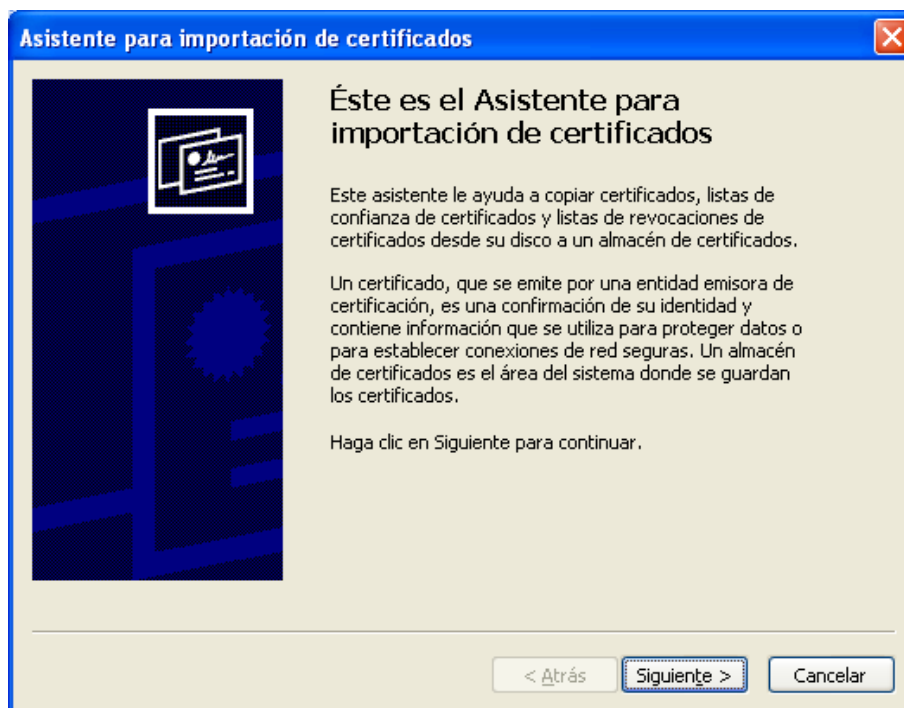 Asistente para importación de certificados
Éste es el Asistente para
importación de certificados
Este asistente le ayuda a copiar certificados, listas de
confianza de certificados y listas de revocaciones de
certificados desde su disco a un almacén de certificados.
Un certificado, que se emite por una entidad emisora de
certificación, es una confirmación de su identidad y
contiene información que se utiliza para proteger datos o
para establecer conexiones de red seguras. Un almacén
de certificados es el área del sistema donde se guardan
los certificados.
Haga clic en Siguiente para continuar.
< Atrás Siguiente > Cancelar